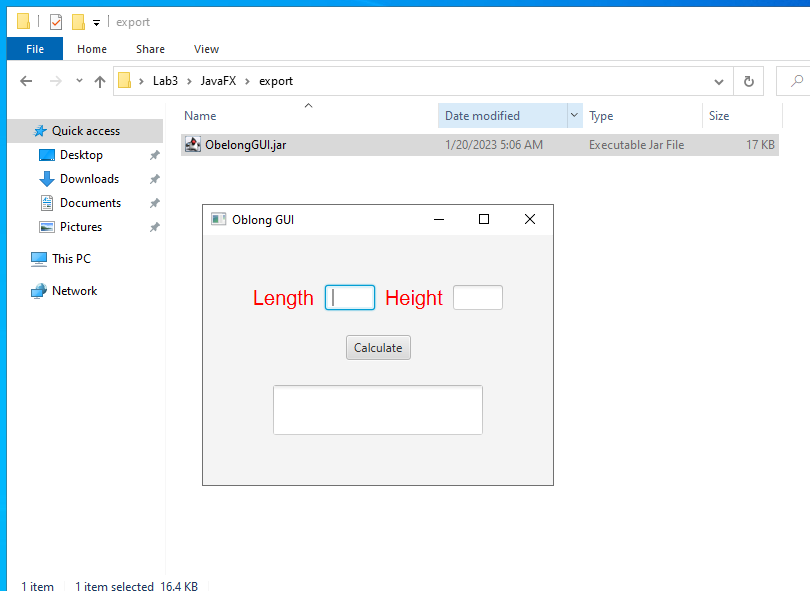 export
File Home Share View
Lab3 JavaFX export
Name Date modified Type Size
Quick access
ObelongGUI.jar 1/20/2023 5:06 AM Executable Jar File 17 KB
Desktop
Downloads
Documents
Pictures
This PC
Network
Oblong GUI
Length Height
Calculate
1 item 1 item selected 16.4 KB